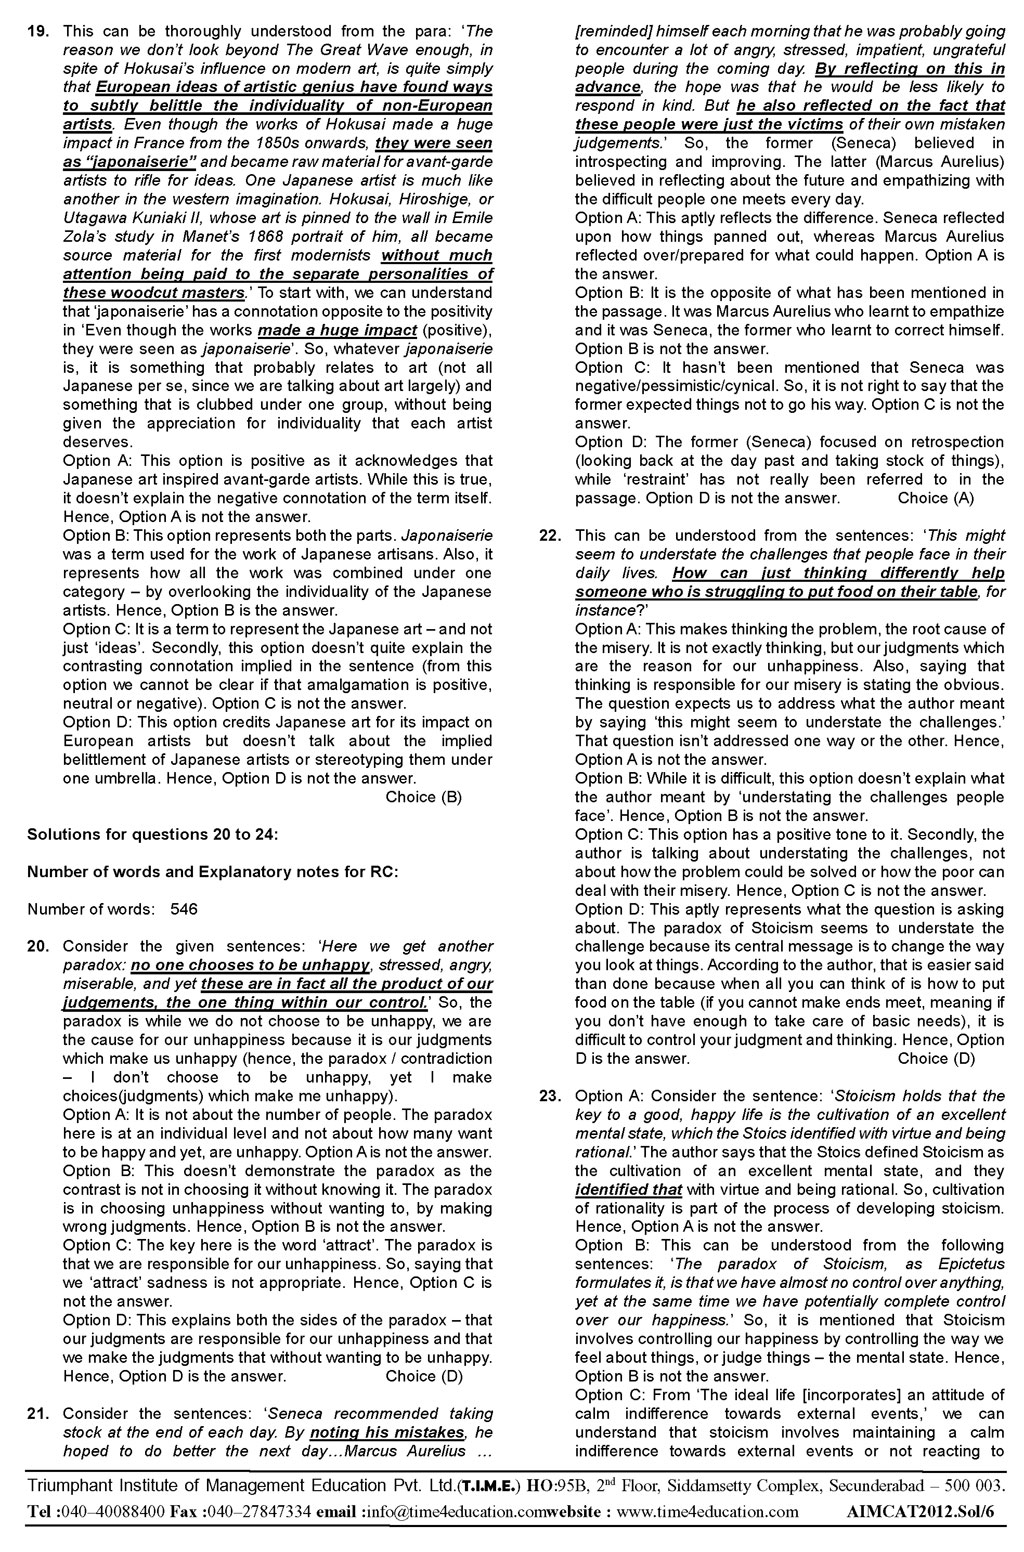 19. This can be thoroughly understood from the para: ‘The
reason we don’t look beyond The Great Wave enough, in
spite of Hokusai’s influence on modern art, is quite simply
that European ideas of artistic genius have found ways
to subtly belittle the individuality of non-European
artists. Even though the works of Hokusai made a huge
impact in France from the 1850s onwards, they were seen
as “japonaiserie” and became raw material for avant-garde
artists to rifle for ideas. One Japanese artist is much like
another in the western imagination. Hokusai, Hiroshige, or
Utagawa Kuniaki II, whose art is pinned to the wall in Emile
Zola’s study in Manet’s 1868 portrait of him, all became
source material for the first modernists without much
attention being paid to the separate personalities of
these woodcut masters.’ To start with, we can understand
that ‘japonaiserie’ has a connotation opposite to the positivity
in ‘Even though the works made a huge impact (positive),
they were seen as japonaiserie’. So, whatever japonaiserie
is, it is something that probably relates to art (not all
Japanese per se, since we are talking about art largely) and
something that is clubbed under one group, without being
given the appreciation for individuality that each artist
deserves.
Option A: This option is positive as it acknowledges that
Japanese art inspired avant-garde artists. While this is true,
it doesn’t explain the negative connotation of the term itself.
Hence, Option A is not the answer.
Option B: This option represents both the parts. Japonaiserie
was a term used for the work of Japanese artisans. Also, it
represents how all the work was combined under one
category – by overlooking the individuality of the Japanese
artists. Hence, Option B is the answer.
Option C: It is a term to represent the Japanese art – and not
just ‘ideas’. Secondly, this option doesn’t quite explain the
contrasting connotation implied in the sentence (from this
option we cannot be clear if that amalgamation is positive,
neutral or negative). Option C is not the answer.
Option D: This option credits Japanese art for its impact on
European artists but doesn’t talk about the implied
belittlement of Japanese artists or stereotyping them under
one umbrella. Hence, Option D is not the answer.
Choice (B)
Solutions for questions 20 to 24:
Number of words and Explanatory notes for RC:
Number of words: 546
20. Consider the given sentences: ‘Here we get another
paradox: no one chooses to be unhappy, stressed, angry,
miserable, and yet these are in fact all the product of our
judgements, the one thing within our control.’ So, the
paradox is while we do not choose to be unhappy, we are
the cause for our unhappiness because it is our judgments
which make us unhappy (hence, the paradox / contradiction
– I don’t choose to be unhappy, yet I make
choices(judgments) which make me unhappy).
Option A: It is not about the number of people. The paradox
here is at an individual level and not about how many want
to be happy and yet, are unhappy. Option A is not the answer.
Option B: This doesn’t demonstrate the paradox as the
contrast is not in choosing it without knowing it. The paradox
is in choosing unhappiness without wanting to, by making
wrong judgments. Hence, Option B is not the answer.
Option C: The key here is the word ‘attract’. The paradox is
that we are responsible for our unhappiness. So, saying that
we ‘attract’ sadness is not appropriate. Hence, Option C is
not the answer.
Option D: This explains both the sides of the paradox – that
our judgments are responsible for our unhappiness and that
we make the judgments that without wanting to be unhappy.
Hence, Option D is the answer. Choice (D)
21. Consider the sentences: ‘Seneca recommended taking
stock at the end of each day. By noting his mistakes, he
hoped to do better the next day…Marcus Aurelius …
[reminded] himself each morning that he was probably going
to encounter a lot of angry, stressed, impatient, ungrateful
people during the coming day. By reflecting on this in
advance, the hope was that he would be less likely to
respond in kind. But he also reflected on the fact that
these people were just the victims of their own mistaken
judgements.’ So, the former (Seneca) believed in
introspecting and improving. The latter (Marcus Aurelius)
believed in reflecting about the future and empathizing with
the difficult people one meets every day.
Option A: This aptly reflects the difference. Seneca reflected
upon how things panned out, whereas Marcus Aurelius
reflected over/prepared for what could happen. Option A is
the answer.
Option B: It is the opposite of what has been mentioned in
the passage. It was Marcus Aurelius who learnt to empathize
and it was Seneca, the former who learnt to correct himself.
Option B is not the answer.
Option C: It hasn’t been mentioned that Seneca was
negative/pessimistic/cynical. So, it is not right to say that the
former expected things not to go his way. Option C is not the
answer.
Option D: The former (Seneca) focused on retrospection
(looking back at the day past and taking stock of things),
while ‘restraint’ has not really been referred to in the
passage. Option D is not the answer. Choice (A)
22. This can be understood from the sentences: ‘This might
seem to understate the challenges that people face in their
daily lives. How can just thinking differently help
someone who is struggling to put food on their table, for
instance?’
Option A: This makes thinking the problem, the root cause of
the misery. It is not exactly thinking, but our judgments which
are the reason for our unhappiness. Also, saying that
thinking is responsible for our misery is stating the obvious.
The question expects us to address what the author meant
by saying ‘this might seem to understate the challenges.’
That question isn’t addressed one way or the other. Hence,
Option A is not the answer.
Option B: While it is difficult, this option doesn’t explain what
the author meant by ‘understating the challenges people
face’. Hence, Option B is not the answer.
Option C: This option has a positive tone to it. Secondly, the
author is talking about understating the challenges, not
about how the problem could be solved or how the poor can
deal with their misery. Hence, Option C is not the answer.
Option D: This aptly represents what the question is asking
about. The paradox of Stoicism seems to understate the
challenge because its central message is to change the way
you look at things. According to the author, that is easier said
than done because when all you can think of is how to put
food on the table (if you cannot make ends meet, meaning if
you don’t have enough to take care of basic needs), it is
difficult to control your judgment and thinking. Hence, Option
D is the answer. Choice (D)
23. Option A: Consider the sentence: ‘Stoicism holds that the
key to a good, happy life is the cultivation of an excellent
mental state, which the Stoics identified with virtue and being
rational.’ The author says that the Stoics defined Stoicism as
the cultivation of an excellent mental state, and they
identified that with virtue and being rational. So, cultivation
of rationality is part of the process of developing stoicism.
Hence, Option A is not the answer.
Option B: This can be understood from the following
sentences: ‘The paradox of Stoicism, as Epictetus
formulates it, is that we have almost no control over anything,
yet at the same time we have potentially complete control
over our happiness.’ So, it is mentioned that Stoicism
involves controlling our happiness by controlling the way we
feel about things, or judge things – the mental state. Hence,
Option B is not the answer.
Option C: From ‘The ideal life [incorporates] an attitude of
calm indifference towards external events,’ we can
understand that stoicism involves maintaining a calm
indifference towards external events or not reacting to
Triumphant Institute of Management Education Pvt. Ltd.(T.I.M.E.) HO:95B, 2nd Floor, Siddamsetty Complex, Secunderabad – 500 003.
Tel :040–40088400 Fax :040–27847334 email :info@time4education.comwebsite : www.time4education.com AIMCAT2012.Sol/6